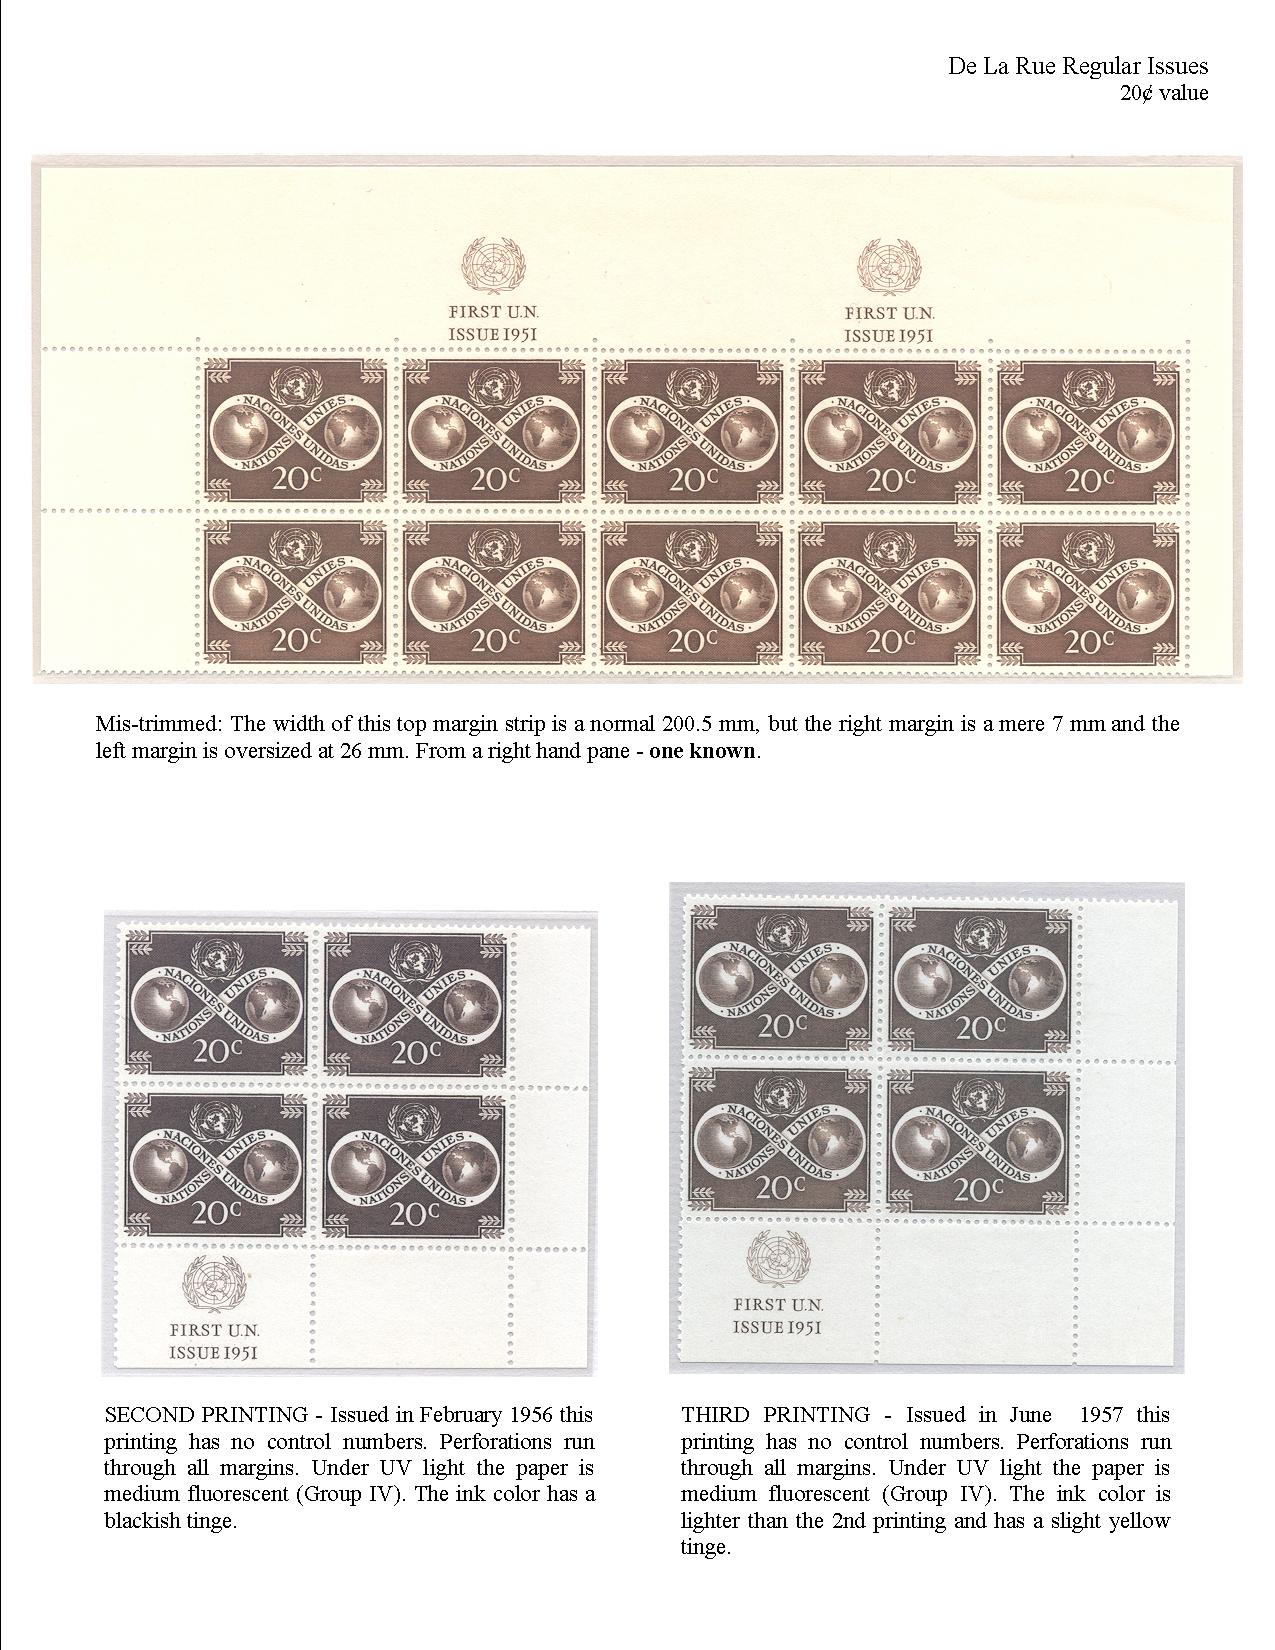 De La Rue Regular Issues
20¢ value
FIRST U.N.
ISSUE 1951
FIRST U.N.
ISSUE 1951
· NACIONES UNIDAS · NATIONS UNIES ·
20C
· NACIONES UNIDAS · NATIONS UNIES ·
20C
· NACIONES UNIDAS · NATIONS UNIES ·
20C
· NACIONES UNIDAS · NATIONS UNIES ·
20C
· NACIONES UNIDAS · NATIONS UNIES ·
20C
· NACIONES UNIDAS · NATIONS UNIES ·
20C
· NACIONES UNIDAS · NATIONS UNIES ·
20C
· NACIONES UNIDAS · NATIONS UNIES ·
20C
· NACIONES UNIDAS · NATIONS UNIES ·
20C
· NACIONES UNIDAS · NATIONS UNIES ·
20C
Mis-trimmed: The width of this top margin strip is a normal 200.5 mm, but the right margin is a mere 7 mm and the
left margin is oversized at 26 mm. From a right hand pane - one known.
· NACIONES UNIDAS · NATIONS UNIES ·
20C
· NACIONES UNIDAS · NATIONS UNIES ·
20C
· NACIONES UNIDAS · NATIONS UNIES ·
20C
· NACIONES UNIDAS · NATIONS UNIES ·
20C
FIRST U.N.
ISSUE 1951
SECOND PRINTING - Issued in February 1956 this
printing has no control numbers. Perforations run
through all margins. Under UV light the paper is
medium fluorescent (Group IV). The ink color has a
blackish tinge.
· NACIONES UNIDAS · NATIONS UNIES ·
20C
· NACIONES UNIDAS · NATIONS UNIES ·
20C
· NACIONES UNIDAS · NATIONS UNIES ·
20C
· NACIONES UNIDAS · NATIONS UNIES ·
20C
FIRST U.N.
ISSUE 1951
THIRD PRINTING - Issued in June 1957 this
printing has no control numbers. Perforations run
through all margins. Under UV light the paper is
medium fluorescent (Group IV). The ink color is
lighter than the 2nd printing and has a slight yellow
tinge.